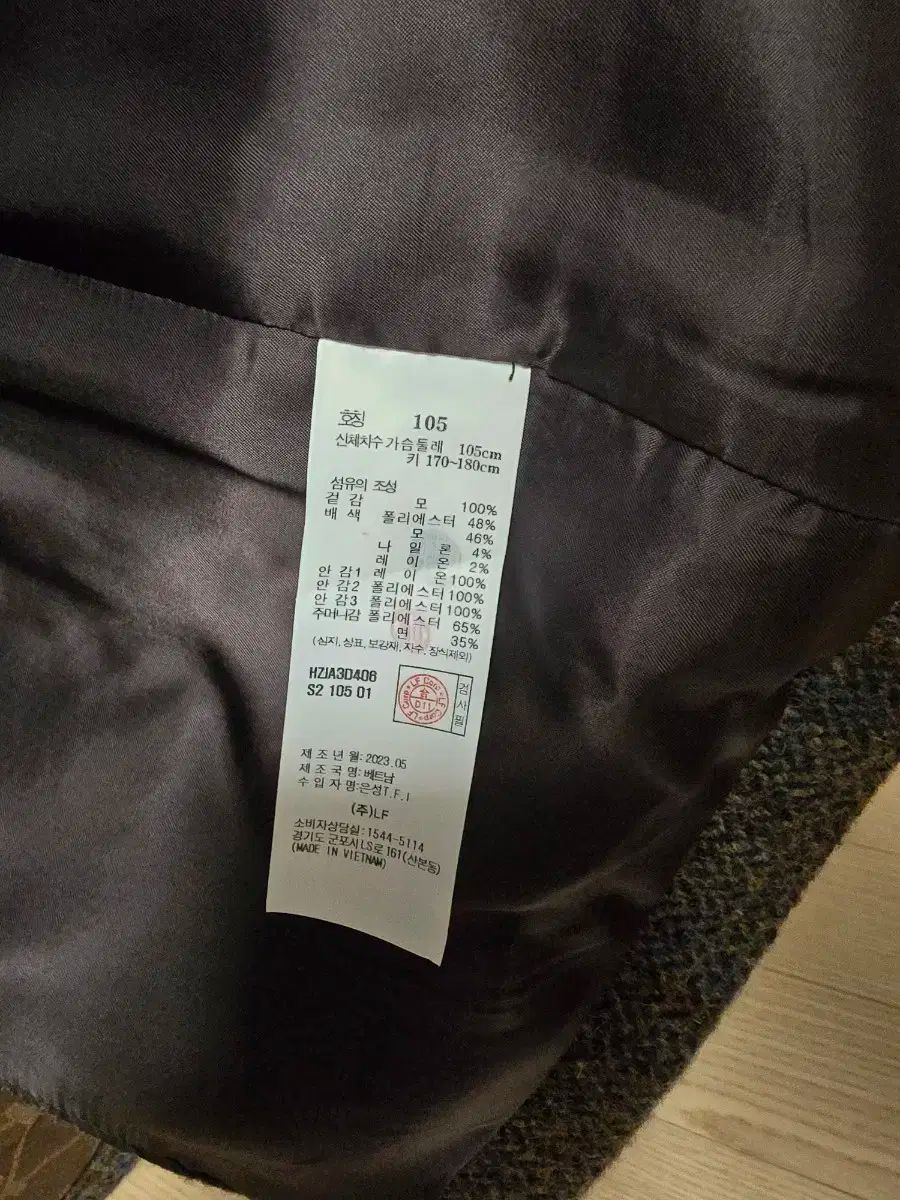 호칭 105
신체치수 가슴둘레 105cm
키 170~180cm
섬유의 조성
겉감 모 100%
배색 폴리에스터 48%
모 46%
나일론 4%
레이온 2%
안감1 레이온 100%
안감2 폴리에스터 100%
안감3 폴리에스터 100%
주머니감 폴리에스터 65%
면 35%
(심지, 상표, 보강재, 자수, 장식제외)
HZJA3D406
S2 105 01
LF Corp LF Corp
D11
검사필
제조년월:2023.05
제조국명:베트남
수입자명:은성T.F.I
(주)LF
소비자상담실:1544-5114
경기도 군포시 LS로 161(산본동)
(MADE IN VIETNAM)